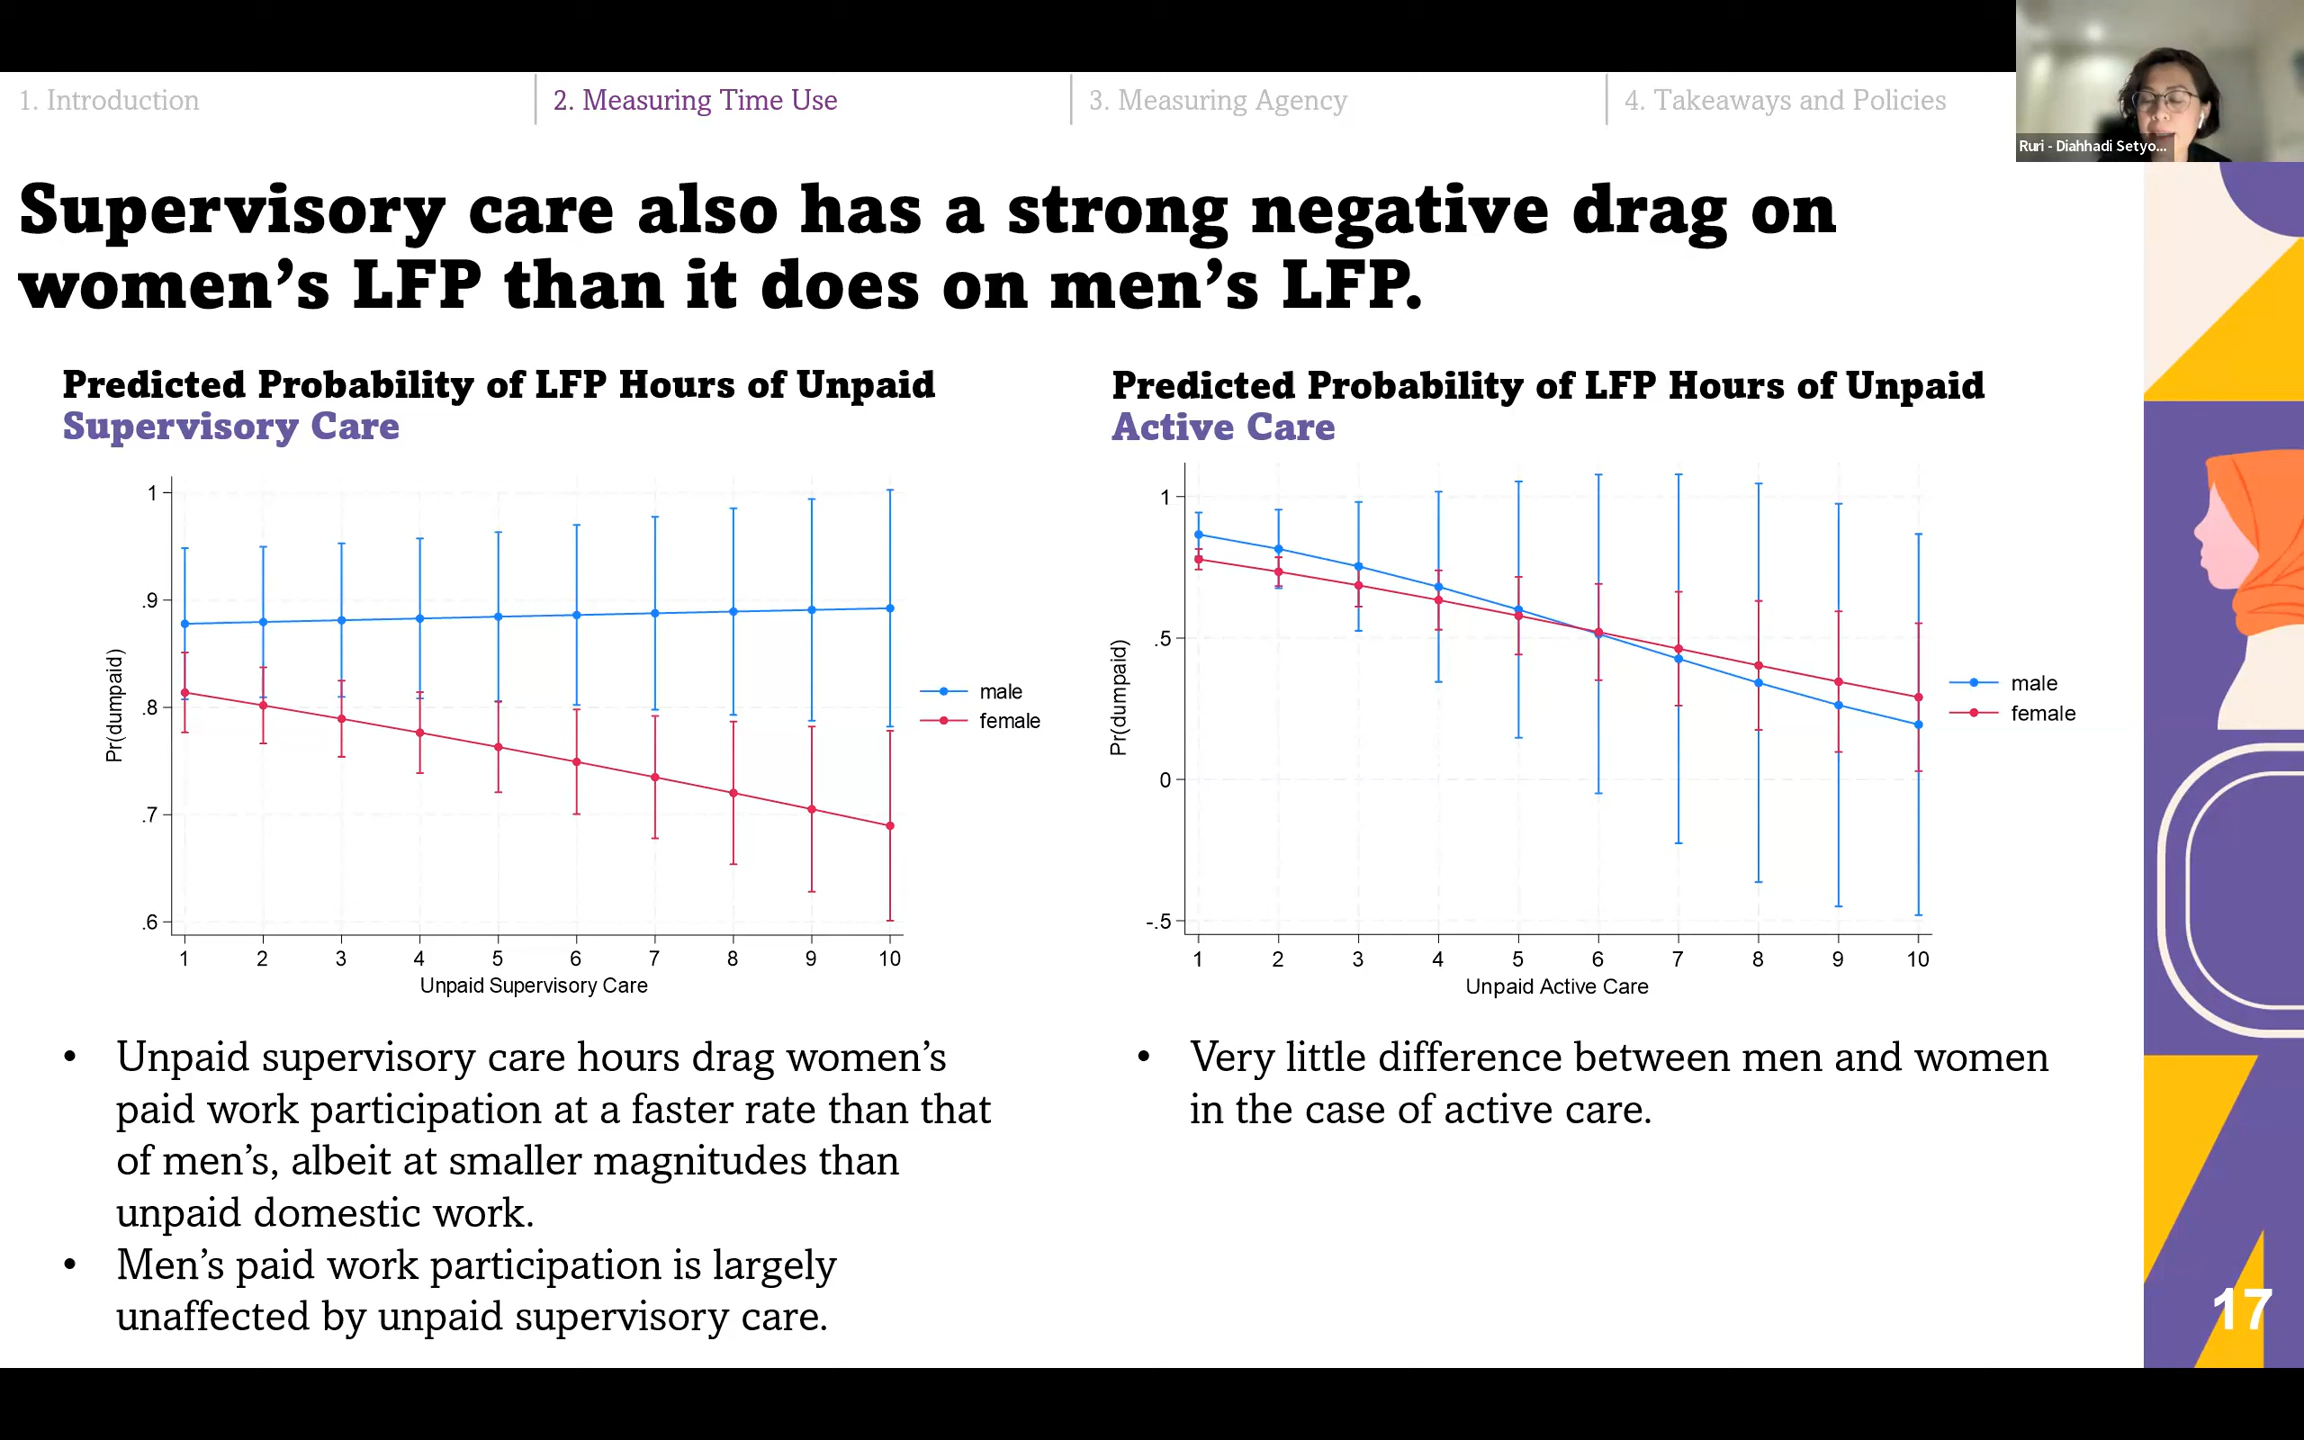 1. Introduction
2. Measuring Time Use
3. Measuring Agency
4. Takeaways and Policies
Ruri - Diahhadi Setyo...
Supervisory care also has a strong negative drag on
women's LFP than it does on men's LFP.
Predicted Probability of LFP Hours of Unpaid
Supervisory Care
1
.9
.8
.7
.6
Pr(dumpaid)
1 2 3 4 5 6 7 8 9 10
Unpaid Supervisory Care
male
female
Predicted Probability of LFP Hours of Unpaid
Active Care
1
.5
0
-.5
Pr(dumpaid)
1 2 3 4 5 6 7 8 9 10
Unpaid Active Care
male
female
• Unpaid supervisory care hours drag women's
paid work participation at a faster rate than that
of men's, albeit at smaller magnitudes than
unpaid domestic work.
• Men's paid work participation is largely
unaffected by unpaid supervisory care.
• Very little difference between men and women
in the case of active care.
17